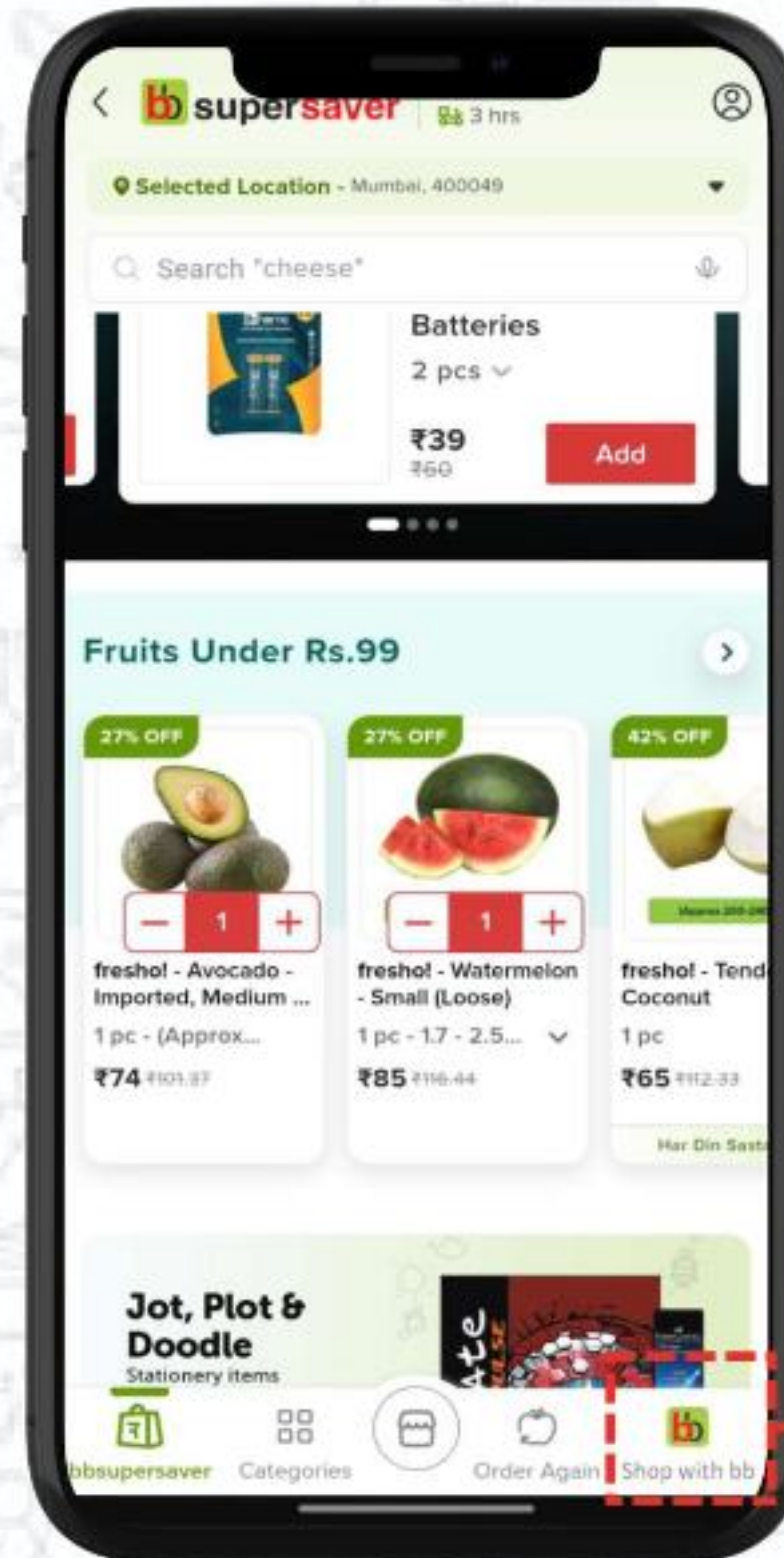 bb supersaver
3 hrs
Selected Location - Mumbai, 400049
Search "cheese"
Batteries
2 pcs
₹39
₹60
Add
Fruits Under Rs.99
27% OFF
27% OFF
42% OFF
1
1
fresho! - Avocado -
Imported, Medium ...
1 pc - (Approx...
₹74 ₹101.37
fresho! - Watermelon
- Small (Loose)
1 pc - 1.7 - 2.5...
₹85 ₹116.44
fresho! - Tend
Coconut
1 pc
₹65 ₹112.33
Har Din Sasta
Jot, Plot &
Doodle
Stationery items
bbsupersaver
Categories
Order Again
bb
Shop with bb